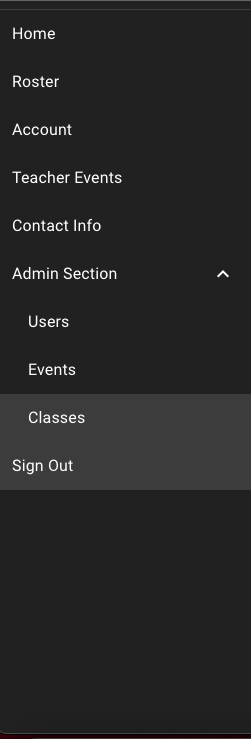 Home
Roster
Account
Teacher Events
Contact Info
Admin Section
Users
Events
Classes
Sign Out